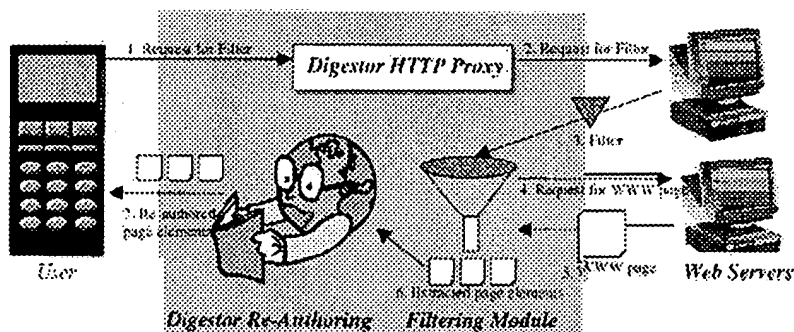 1. Request for Filter
Digestor HTTP Proxy
2. Request for Filter
3. Filter
4. Request for WWW page
7. Re-authored
page elements
5. WWW page
6. Extracted page elements
User
Web Servers
Digestor Re-Authoring
Filtering Module